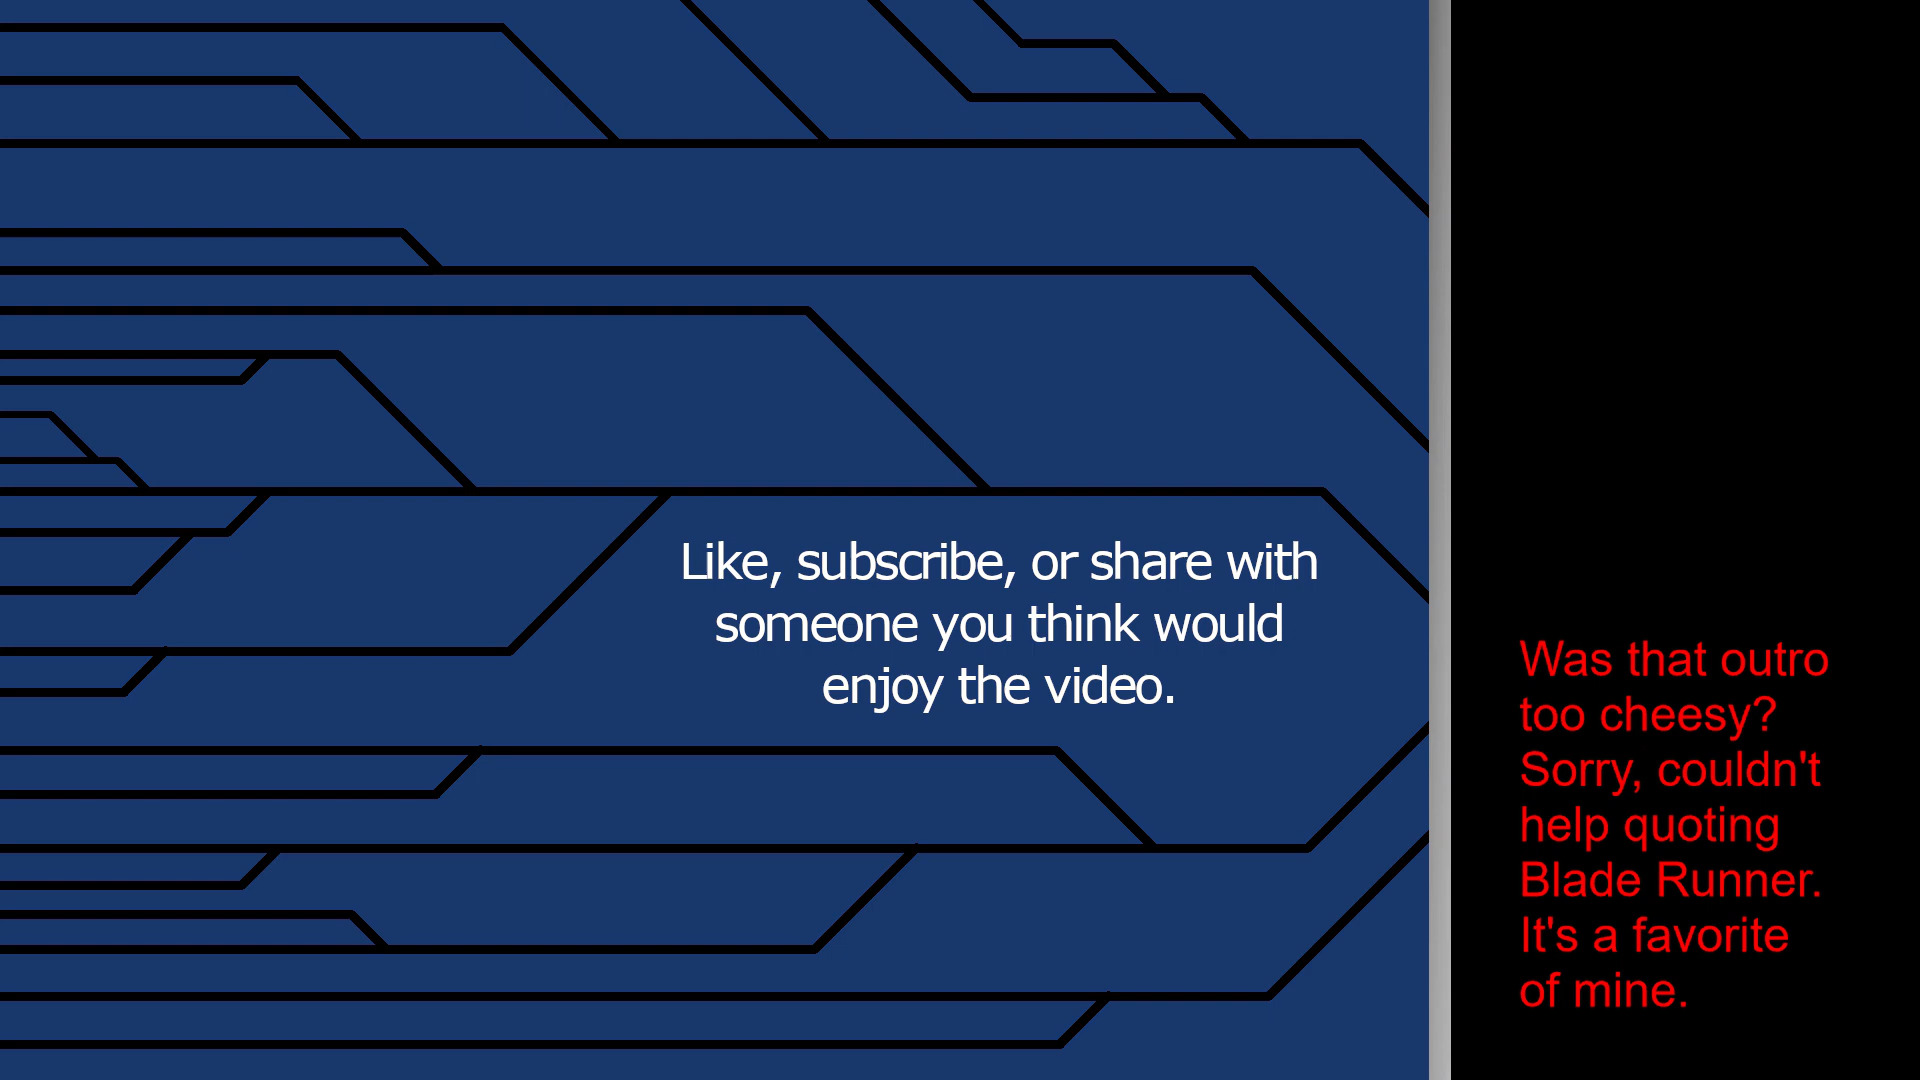 Like, subscribe, or share with
someone you think would
enjoy the video.
Was that outro
too cheesy?
Sorry, couldn't
help quoting
Blade Runner.
It's a favorite
of mine.